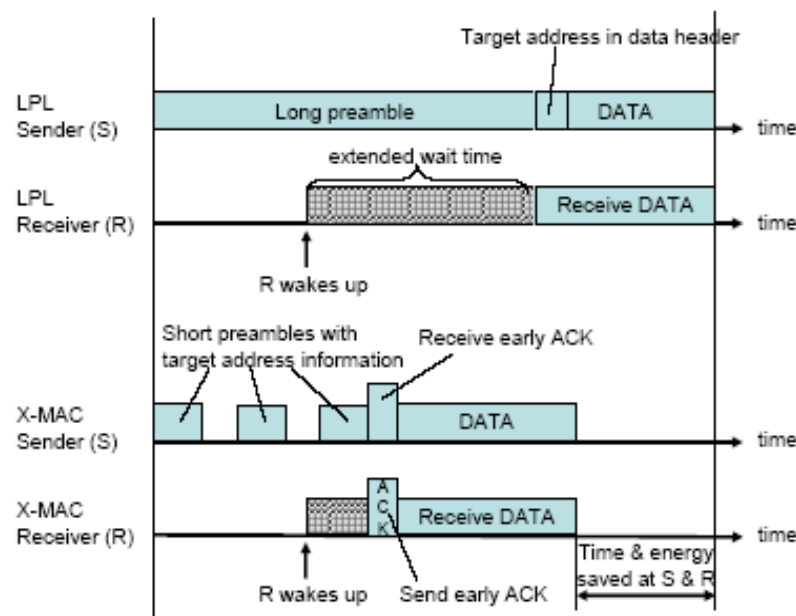 Target address in data header
LPL
Sender (S)
Long preamble
DATA
time
extended wait time
LPL
Receiver (R)
Receive DATA
time
R wakes up
Short preambles with
target address information
Receive early ACK
X-MAC
Sender (S)
DATA
time
X-MAC
Receiver (R)
A
C
K
Receive DATA
time
R wakes up
Send early ACK
Time & energy
saved at S & R